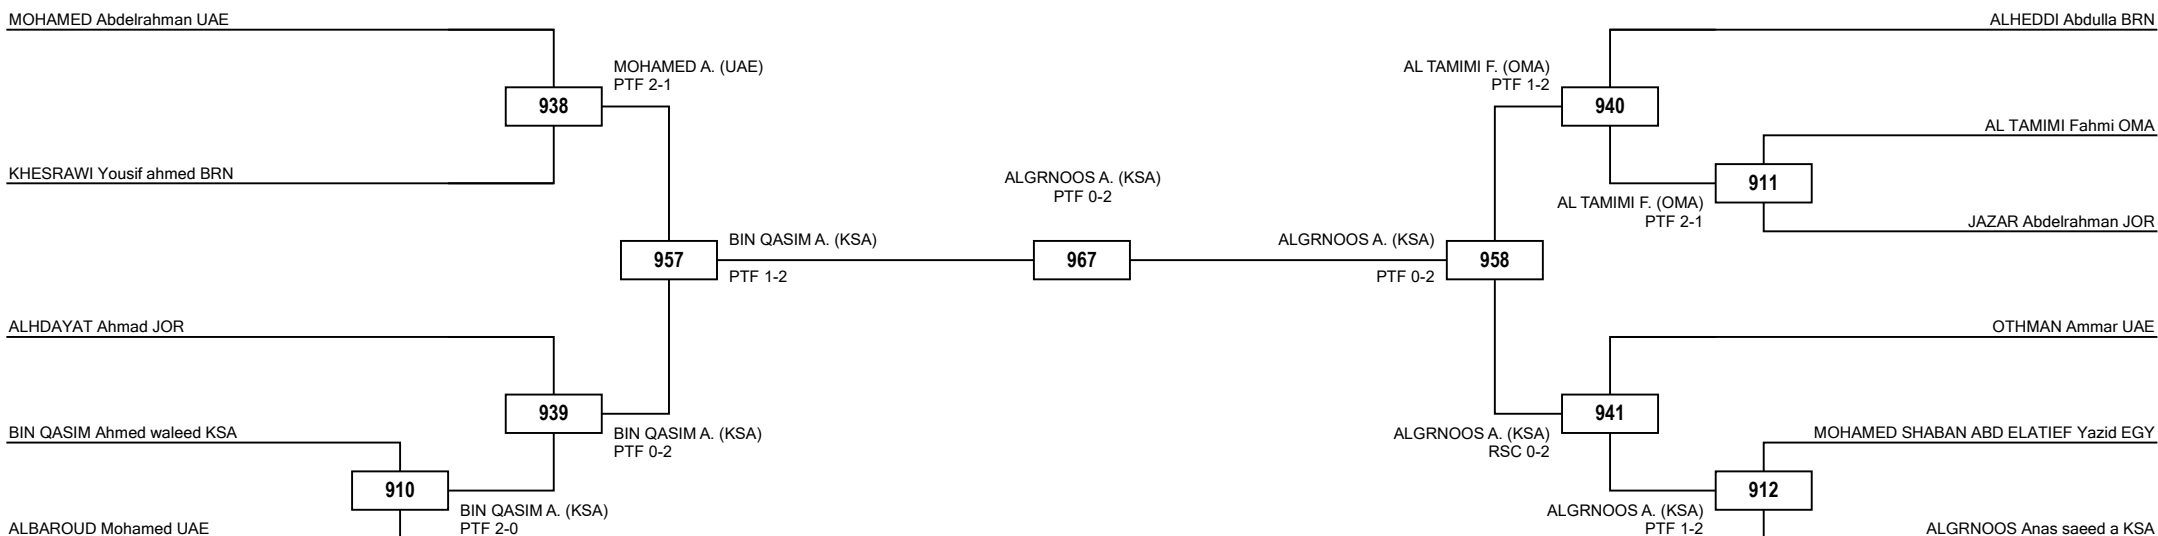 MOHAMED Abdelrahman UAE
ALHEDDI Abdulla BRN
MOHAMED A. (UAE)
PTF 2-1
AL TAMIMI F. (OMA)
PTF 1-2
938
940
AL TAMIMI Fahmi OMA
KHESRAWI Yousif ahmed BRN
ALGRNOOS A. (KSA)
PTF 0-2
911
AL TAMIMI F. (OMA)
PTF 2-1
JAZAR Abdelrahman JOR
BIN QASIM A. (KSA)
ALGRNOOS A. (KSA)
957
967
958
PTF 1-2
PTF 0-2
ALHDAYAT Ahmad JOR
OTHMAN Ammar UAE
939
941
BIN QASIM Ahmed waleed KSA
BIN QASIM A. (KSA)
PTF 0-2
ALGRNOOS A. (KSA)
RSC 0-2
MOHAMED SHABAN ABD ELATIEF Yazid EGY
910
912
BIN QASIM A. (KSA)
PTF 2-0
ALGRNOOS A. (KSA)
PTF 1-2
ALBAROUD Mohamed UAE
ALGRNOOS Anas saeed a KSA